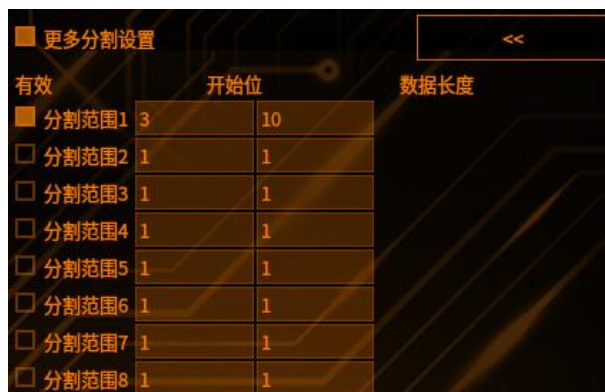 更多分割设置 <<
有效 开始位 数据长度
分割范围1 3 10
分割范围2 1 1
分割范围3 1 1
分割范围4 1 1
分割范围5 1 1
分割范围6 1 1
分割范围7 1 1
分割范围8 1 1